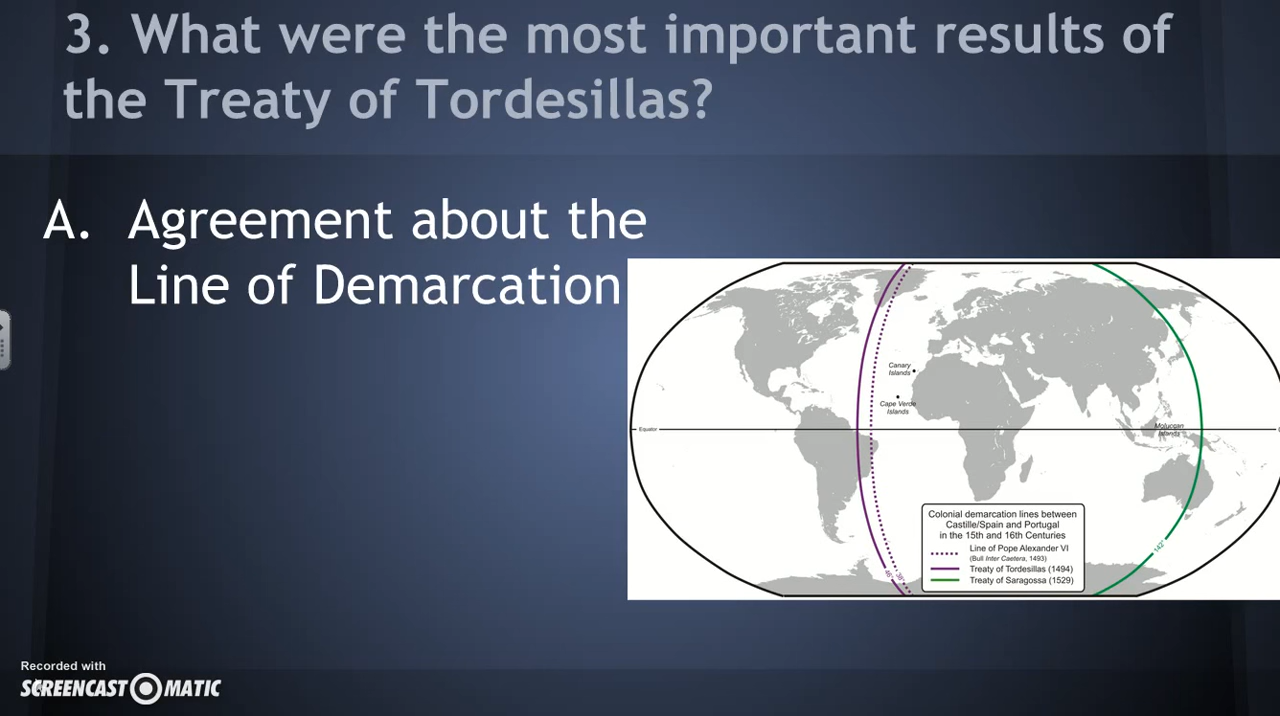 3. What were the most important results of
the Treaty of Tordesillas?
A. Agreement about the
Line of Demarcation
Canary
Islands
Cape Verde
Islands
Equator
Moluccan
Islands
Colonial demarcation lines between
Castille/Spain and Portugal
in the 15th and 16th Centuries
Line of Pope Alexander VI
(Bull Inter Caetera, 1493)
Treaty of Tordesillas (1494)
Treaty of Saragossa (1529)
46°
38°
142°
Recorded with
SCREENCAST MATIC